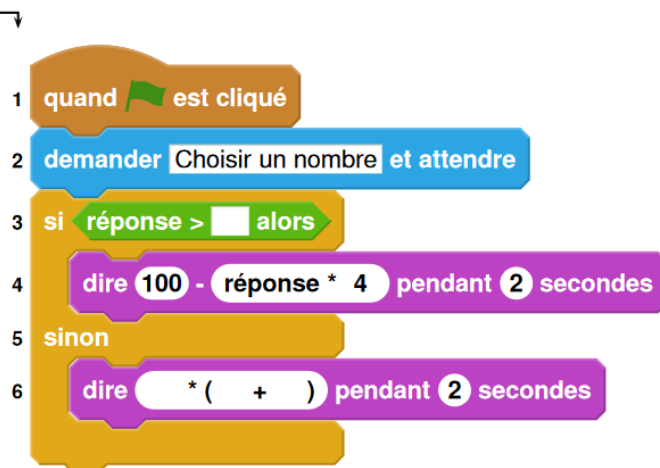 1 quand est cliqué
2 demander Choisir un nombre et attendre
3 si réponse > alors
4 dire 100 - réponse * 4 pendant 2 secondes
5 sinon
6 dire * ( + ) pendant 2 secondes